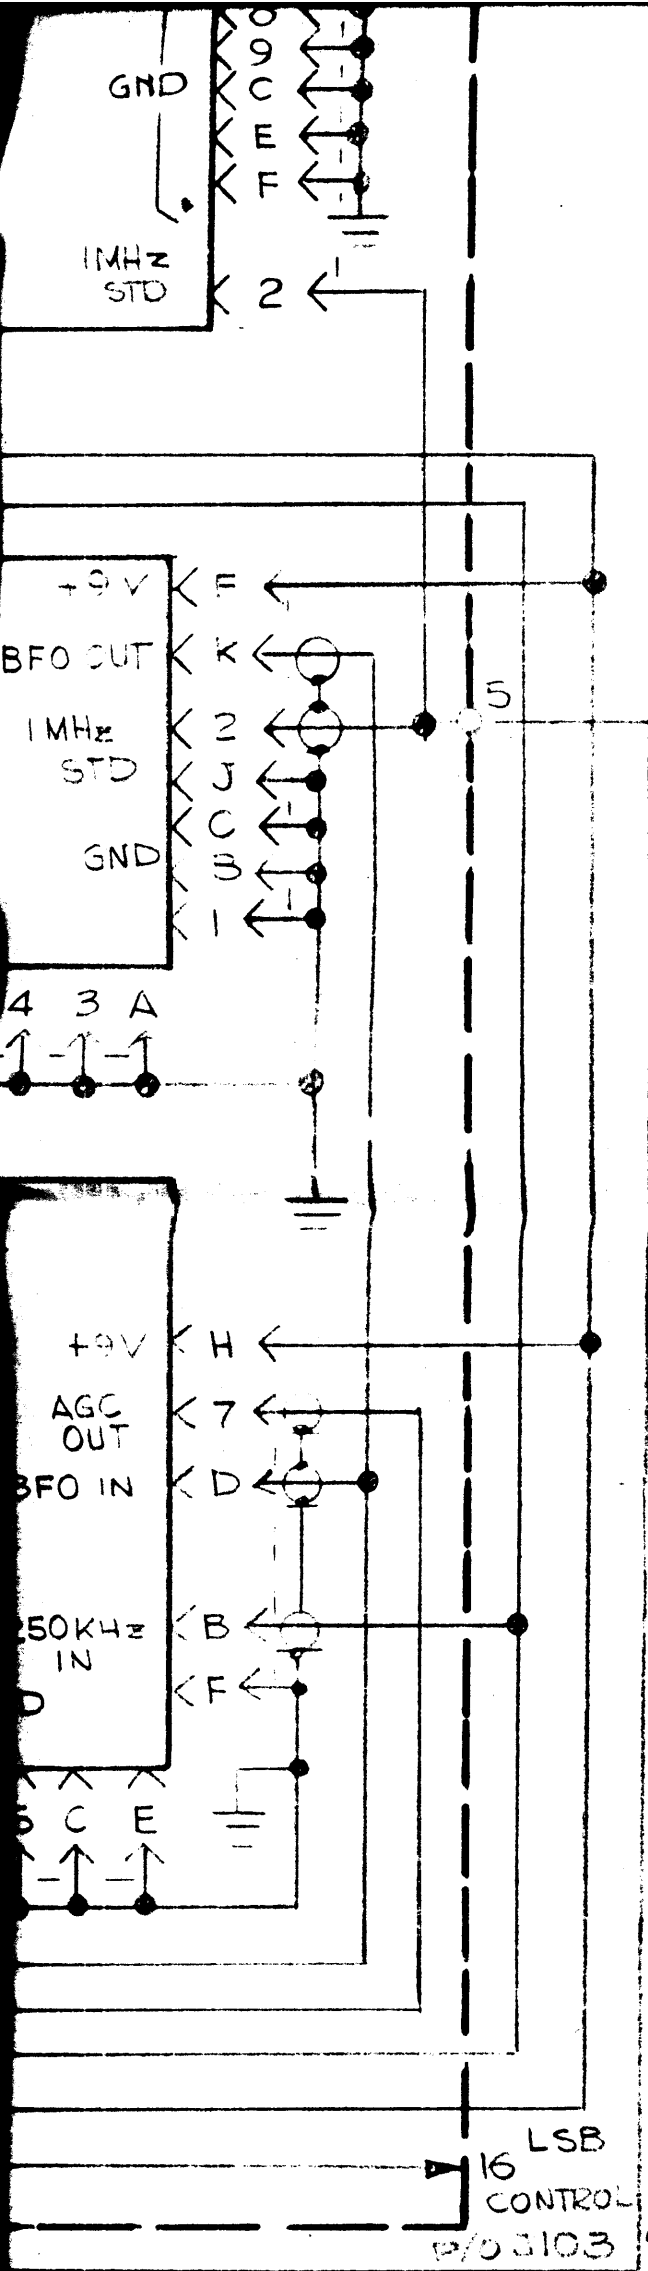 9
GND C
E
F
1MHz
STD 2
+9V F
BFO OUT K
5
1MHz 2
STD J
C
GND B
1
4 3 A
+9V H
AGC 7
OUT
BFO IN D
250KHz B
IN
F
D
C E
LSB
16
CONTROL
P/O J103